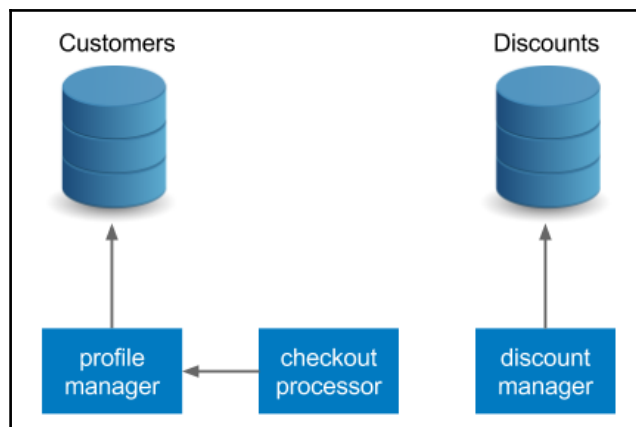 Customers
Discounts
profile
manager
checkout
processor
discount
manager